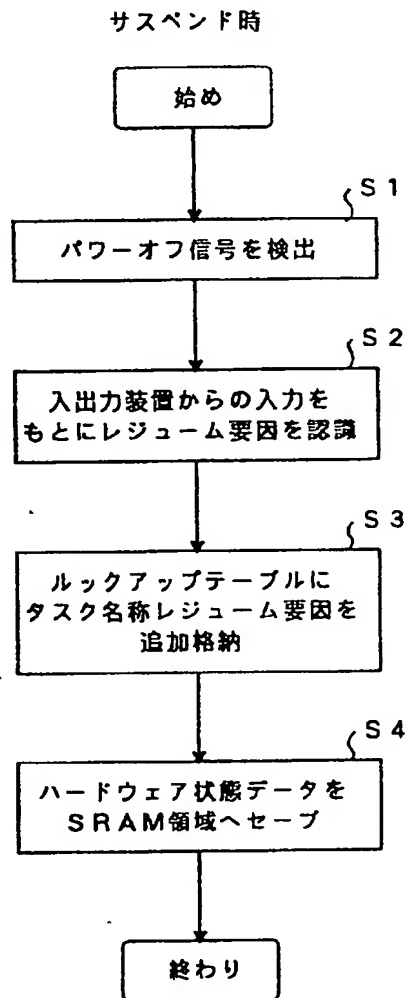 サスペンド時
始め
S1
パワーオフ信号を検出
S2
入出力装置からの入力を
もとにレジューム要因を認識
S3
ルックアップテーブルに
タスク名称レジューム要因を
追加格納
S4
ハードウェア状態データを
SRAM領域へセーブ
終わり